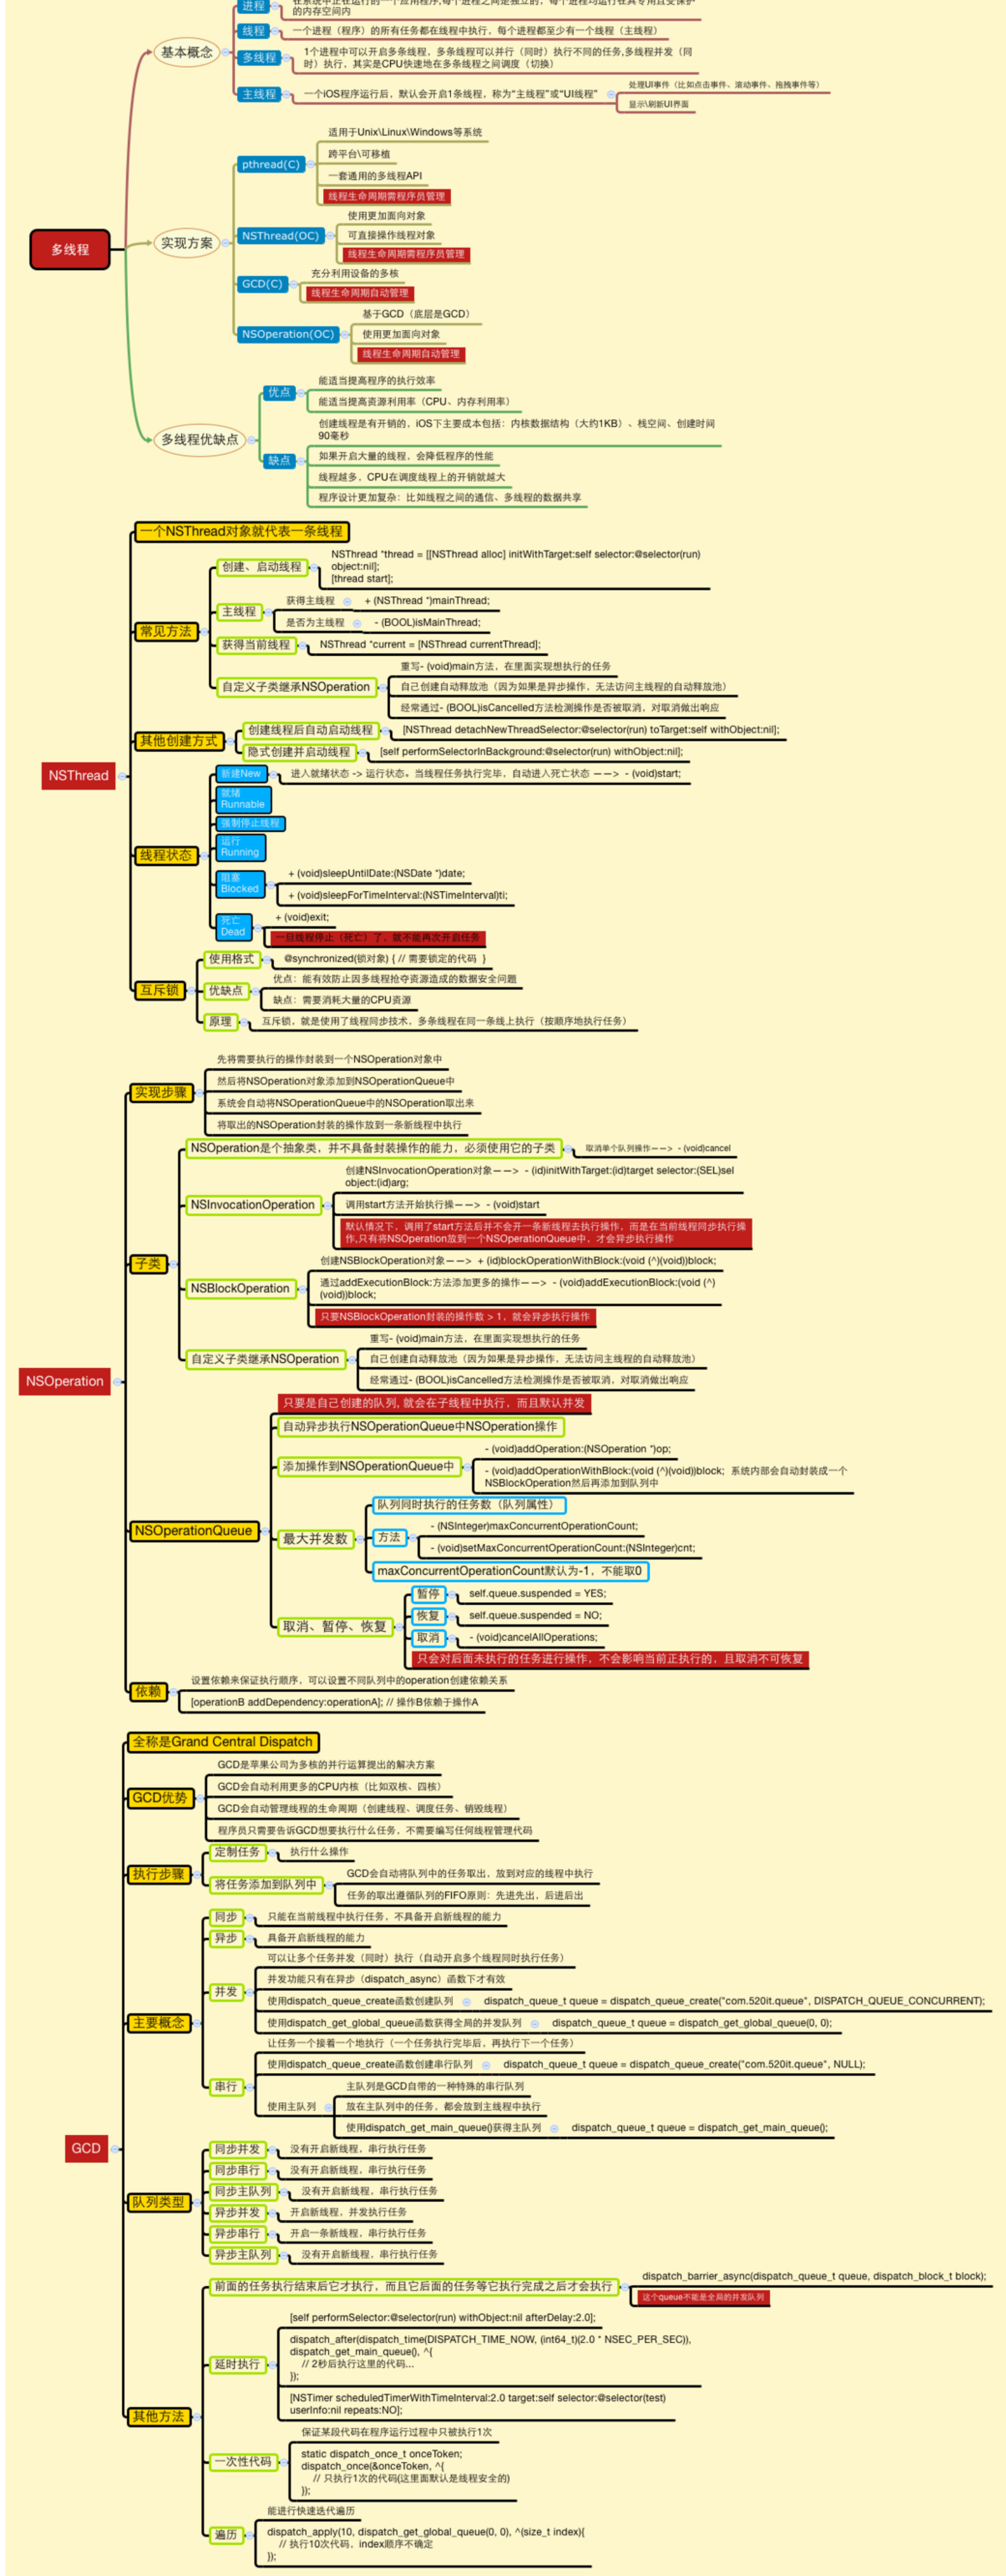 在系统中正在运行的一个应用程序,每个进程之间是独立的，每个进程均运行在其专用且受保护
的内存空间内
进程
线程
一个进程（程序）的所有任务都在线程中执行，每个进程都至少有一个线程（主线程）
基本概念
多线程
1个进程中可以开启多条线程，多条线程可以并行（同时）执行不同的任务,多线程并发（同
时）执行，其实是CPU快速地在多条线程之间调度（切换）
主线程
一个iOS程序运行后，默认会开启1条线程，称为“主线程”或“UI线程”
处理UI事件（比如点击事件、滚动事件、拖拽事件等）
显示\刷新UI界面
多线程
实现方案
pthread(C)
适用于Unix\Linux\Windows等系统
跨平台\可移植
一套通用的多线程API
线程生命周期需程序员管理
NSThread(OC)
使用更加面向对象
可直接操作线程对象
线程生命周期需程序员管理
GCD(C)
充分利用设备的多核
线程生命周期自动管理
NSOperation(OC)
基于GCD（底层是GCD）
使用更加面向对象
线程生命周期自动管理
多线程优缺点
优点
能适当提高程序的执行效率
能适当提高资源利用率（CPU、内存利用率）
缺点
创建线程是有开销的，iOS下主要成本包括：内核数据结构（大约1KB）、栈空间、创建时间
90毫秒
如果开启大量的线程，会降低程序的性能
线程越多，CPU在调度线程上的开销就越大
程序设计更加复杂：比如线程之间的通信、多线程的数据共享
NSThread
一个NSThread对象就代表一条线程
常见方法
创建、启动线程
NSThread *thread = [[NSThread alloc] initWithTarget:self selector:@selector(run)
object:nil];
[thread start];
主线程
获得主线程
+ (NSThread *)mainThread;
是否为主线程
- (BOOL)isMainThread;
获得当前线程
NSThread *current = [NSThread currentThread];
自定义子类继承NSOperation
重写- (void)main方法，在里面实现想执行的任务
自己创建自动释放池（因为如果是异步操作，无法访问主线程的自动释放池）
经常通过- (BOOL)isCancelled方法检测操作是否被取消，对取消做出响应
其他创建方式
创建线程后自动启动线程
[NSThread detachNewThreadSelector:@selector(run) toTarget:self withObject:nil];
隐式创建并启动线程
[self performSelectorInBackground:@selector(run) withObject:nil];
线程状态
新建New
进入就绪状态 -> 运行状态。当线程任务执行完毕，自动进入死亡状态 ——> - (void)start;
就绪
Runnable
强制停止线程
运行
Running
阻塞
Blocked
+ (void)sleepUntilDate:(NSDate *)date;
+ (void)sleepForTimeInterval:(NSTimeInterval)ti;
死亡
Dead
+ (void)exit;
一旦线程停止（死亡）了，就不能再次开启任务
互斥锁
使用格式
@synchronized(锁对象) { // 需要锁定的代码 }
优缺点
优点：能有效防止因多线程抢夺资源造成的数据安全问题
缺点：需要消耗大量的CPU资源
原理
互斥锁，就是使用了线程同步技术，多条线程在同一条线上执行（按顺序地执行任务）
NSOperation
实现步骤
先将需要执行的操作封装到一个NSOperation对象中
然后将NSOperation对象添加到NSOperationQueue中
系统会自动将NSOperationQueue中的NSOperation取出来
将取出的NSOperation封装的操作放到一条新线程中执行
子类
NSOperation是个抽象类，并不具备封装操作的能力，必须使用它的子类
取消单个队列操作——> - (void)cancel
NSInvocationOperation
创建NSInvocationOperation对象——> - (id)initWithTarget:(id)target selector:(SEL)sel
object:(id)arg;
调用start方法开始执行操——> - (void)start
默认情况下，调用了start方法后并不会开一条新线程去执行操作，而是在当前线程同步执行操
作,只有将NSOperation放到一个NSOperationQueue中，才会异步执行操作
NSBlockOperation
创建NSBlockOperation对象——> + (id)blockOperationWithBlock:(void (^)(void))block;
通过addExecutionBlock:方法添加更多的操作——> - (void)addExecutionBlock:(void (^)
(void))block;
只要NSBlockOperation封装的操作数 > 1，就会异步执行操作
自定义子类继承NSOperation
重写- (void)main方法，在里面实现想执行的任务
自己创建自动释放池（因为如果是异步操作，无法访问主线程的自动释放池）
经常通过- (BOOL)isCancelled方法检测操作是否被取消，对取消做出响应
NSOperationQueue
只要是自己创建的队列, 就会在子线程中执行，而且默认并发
自动异步执行NSOperationQueue中NSOperation操作
添加操作到NSOperationQueue中
- (void)addOperation:(NSOperation *)op;
- (void)addOperationWithBlock:(void (^)(void))block; 系统内部会自动封装成一个
NSBlockOperation然后再添加到队列中
最大并发数
队列同时执行的任务数（队列属性）
方法
- (NSInteger)maxConcurrentOperationCount;
- (void)setMaxConcurrentOperationCount:(NSInteger)cnt;
maxConcurrentOperationCount默认为-1，不能取0
取消、暂停、恢复
暂停
self.queue.suspended = YES;
恢复
self.queue.suspended = NO;
取消
- (void)cancelAllOperations;
只会对后面未执行的任务进行操作，不会影响当前正执行的，且取消不可恢复
依赖
设置依赖来保证执行顺序，可以设置不同队列中的operation创建依赖关系
[operationB addDependency:operationA]; // 操作B依赖于操作A
GCD
全称是Grand Central Dispatch
GCD优势
GCD是苹果公司为多核的并行运算提出的解决方案
GCD会自动利用更多的CPU内核（比如双核、四核）
GCD会自动管理线程的生命周期（创建线程、调度任务、销毁线程）
程序员只需要告诉GCD想要执行什么任务，不需要编写任何线程管理代码
执行步骤
定制任务
执行什么操作
将任务添加到队列中
GCD会自动将队列中的任务取出，放到对应的线程中执行
任务的取出遵循队列的FIFO原则：先进先出，后进后出
主要概念
同步
只能在当前线程中执行任务，不具备开启新线程的能力
异步
具备开启新线程的能力
并发
可以让多个任务并发（同时）执行（自动开启多个线程同时执行任务）
并发功能只有在异步（dispatch_async）函数下才有效
使用dispatch_queue_create函数创建队列
dispatch_queue_t queue = dispatch_queue_create("com.520it.queue", DISPATCH_QUEUE_CONCURRENT);
使用dispatch_get_global_queue函数获得全局的并发队列
dispatch_queue_t queue = dispatch_get_global_queue(0, 0);
串行
让任务一个接着一个地执行（一个任务执行完毕后，再执行下一个任务）
使用dispatch_queue_create函数创建串行队列
dispatch_queue_t queue = dispatch_queue_create("com.520it.queue", NULL);
使用主队列
主队列是GCD自带的一种特殊的串行队列
放在主队列中的任务，都会放到主线程中执行
使用dispatch_get_main_queue()获得主队列
dispatch_queue_t queue = dispatch_get_main_queue();
队列类型
同步并发
没有开启新线程，串行执行任务
同步串行
没有开启新线程，串行执行任务
同步主队列
没有开启新线程，串行执行任务
异步并发
开启新线程，并发执行任务
异步串行
开启一条新线程，串行执行任务
异步主队列
没有开启新线程，串行执行任务
其他方法
前面的任务执行结束后它才执行，而且它后面的任务等它执行完成之后才会执行
dispatch_barrier_async(dispatch_queue_t queue, dispatch_block_t block);
这个queue不能是全局的并发队列
延时执行
[self performSelector:@selector(run) withObject:nil afterDelay:2.0];
dispatch_after(dispatch_time(DISPATCH_TIME_NOW, (int64_t)(2.0 * NSEC_PER_SEC)),
dispatch_get_main_queue(), ^{
// 2秒后执行这里的代码...
});
[NSTimer scheduledTimerWithTimeInterval:2.0 target:self selector:@selector(test)
userInfo:nil repeats:NO];
一次性代码
保证某段代码在程序运行过程中只被执行1次
static dispatch_once_t onceToken;
dispatch_once(&onceToken, ^{
// 只执行1次的代码(这里面默认是线程安全的)
});
遍历
能进行快速迭代遍历
dispatch_apply(10, dispatch_get_global_queue(0, 0), ^(size_t index){
// 执行10次代码，index顺序不确定
});